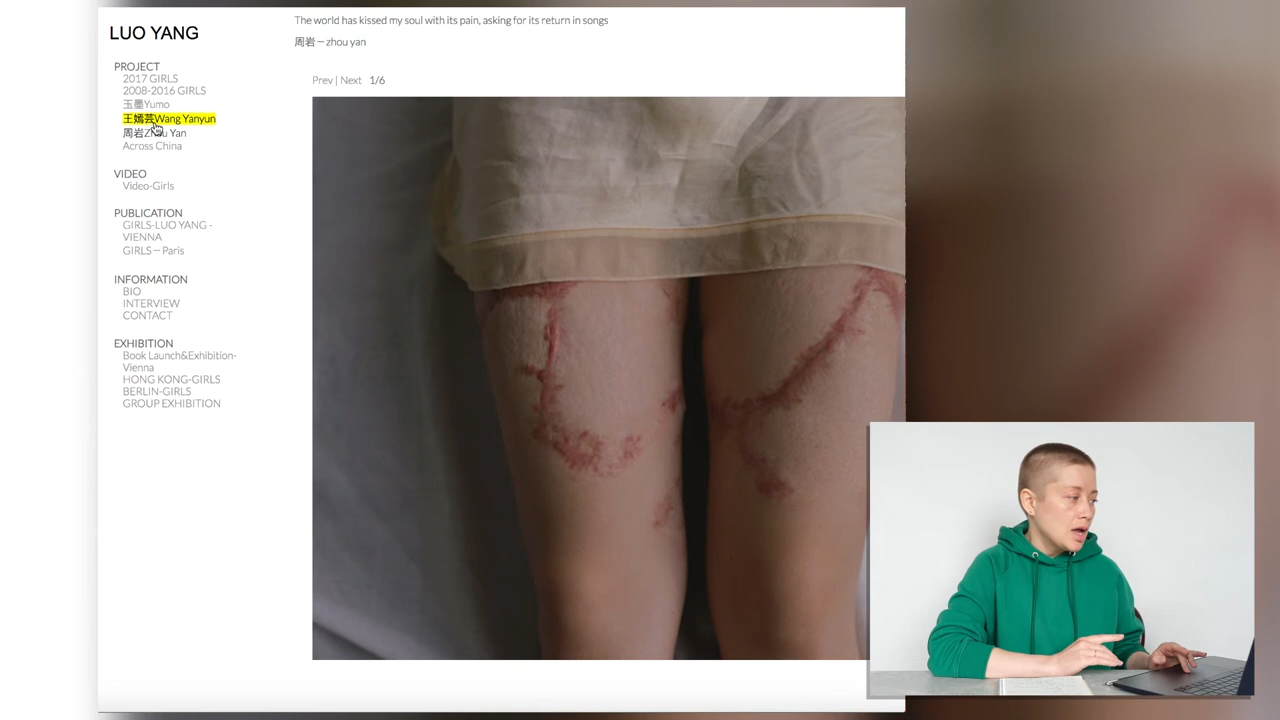 LUO YANG
The world has kissed my soul with its pain, asking for its return in songs
周岩－zhou yan
Prev | Next 1/6
PROJECT
2017 GIRLS
2008-2016 GIRLS
玉墨Yumo
王嫣芸Wang Yanyun
周岩Zhou Yan
Across China
VIDEO
Video-Girls
PUBLICATION
GIRLS-LUO YANG -
VIENNA
GIRLS－Paris
INFORMATION
BIO
INTERVIEW
CONTACT
EXHIBITION
Book Launch&Exhibition-
Vienna
HONG KONG-GIRLS
BERLIN-GIRLS
GROUP EXHIBITION